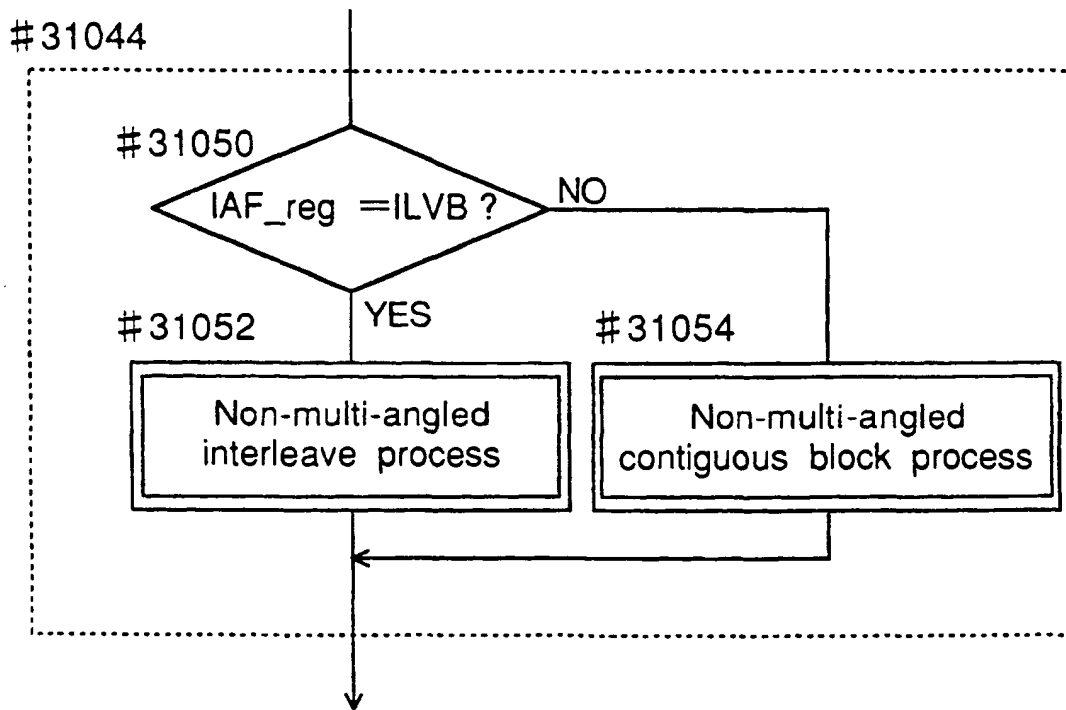 #31044
#31050
IAF_reg =ILVB ?
NO
YES
#31052
#31054
Non-multi-angled
interleave process
Non-multi-angled
contiguous block process